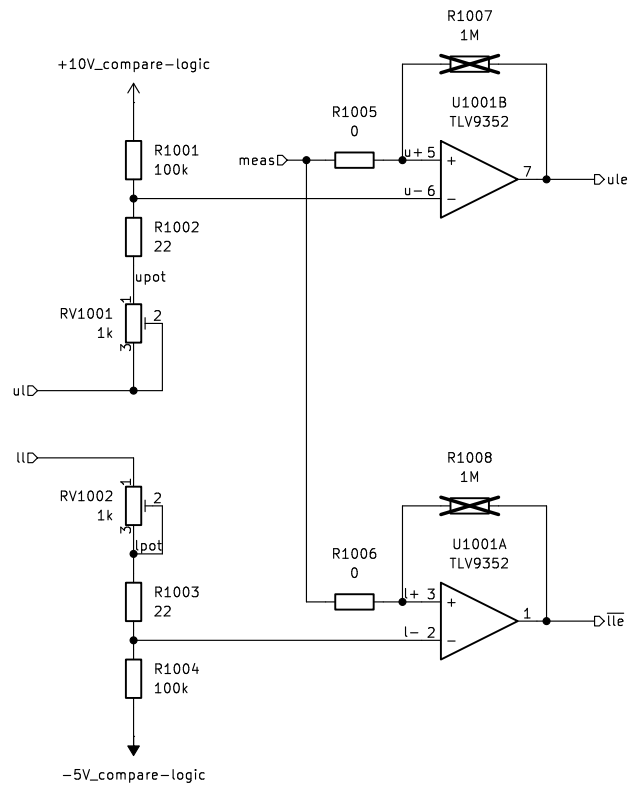 R1007
1M
+10V_compare-logic
U1001B
TLV9352
R1005
0
R1001
100k
meas
u+ 5
+
7
ule
u- 6
−
R1002
22
upot
1
RV1001
1k
2
3
ul
ll
1
RV1002
1k
2
3
lpot
R1008
1M
U1001A
TLV9352
R1006
0
R1003
22
l+ 3
+
1
lle
l- 2
−
R1004
100k
-5V_compare-logic